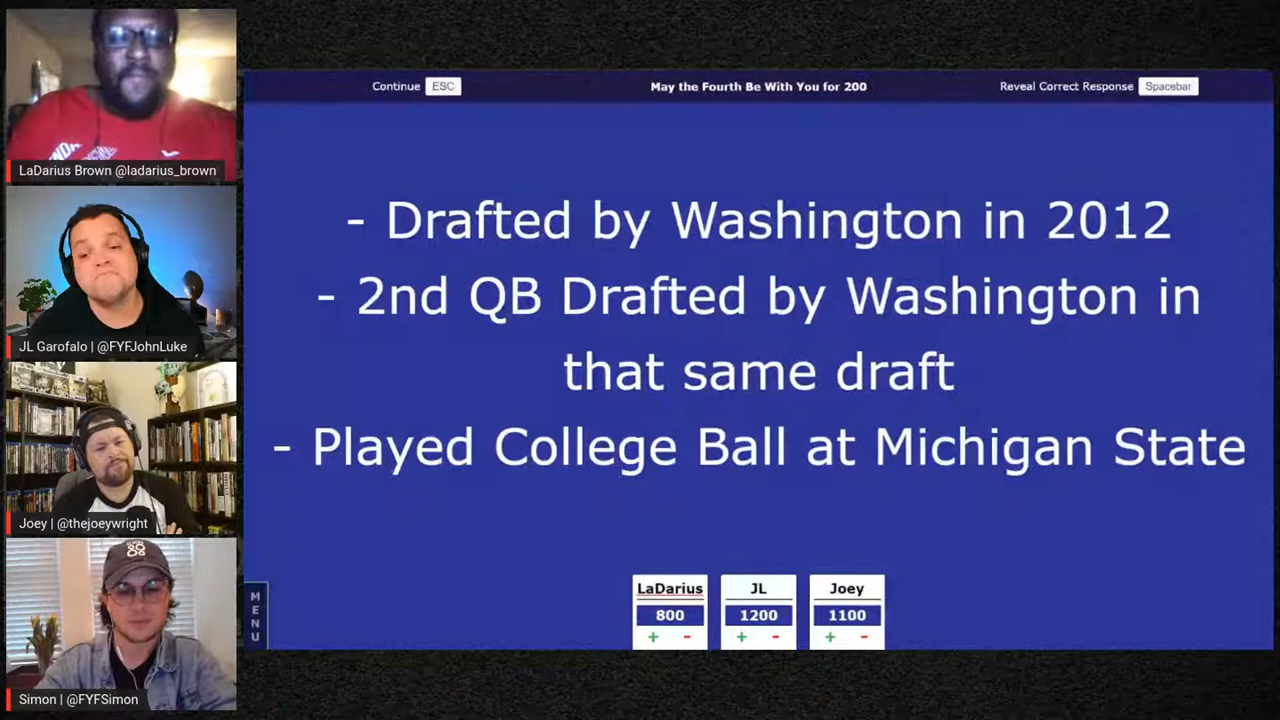 LaDarius Brown @ladarius_brown
JL Garofalo | @FYFJohnLuke
Joey | @thejoeywright
Simon | @FYFSimon
Continue ESC
May the Fourth Be With You for 200
Reveal Correct Response Spacebar
- Drafted by Washington in 2012
- 2nd QB Drafted by Washington in
that same draft
- Played College Ball at Michigan State
MENU
LaDarius
800
+ -
JL
1200
+ -
Joey
1100
+ -